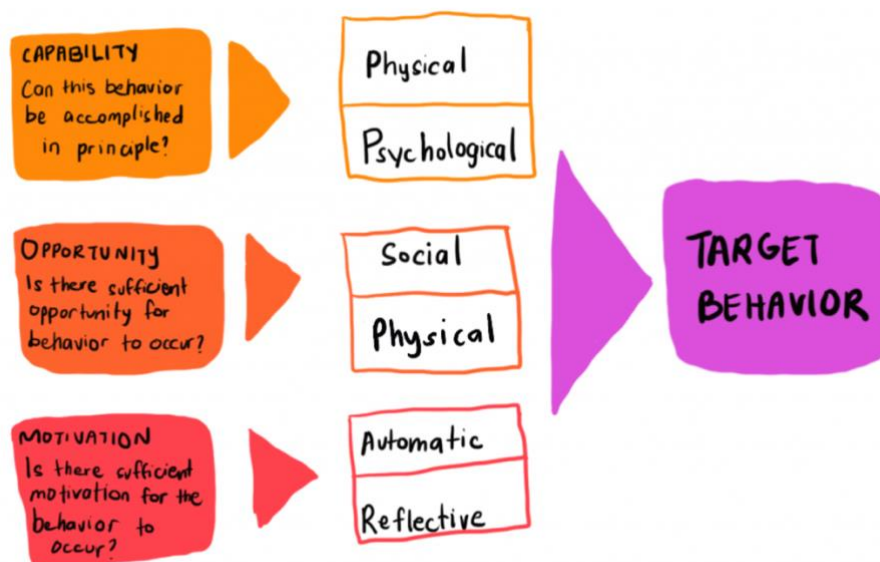 CAPABILITY
Can this behavior
be accomplished
in principle?
Physical
Psychological
OPPORTUNITY
Is there sufficient
opportunity for
behavior to occur?
Social
Physical
MOTIVATION
Is there sufficient
motivation for the
behavior to
occur?
Automatic
Reflective
TARGET
BEHAVIOR